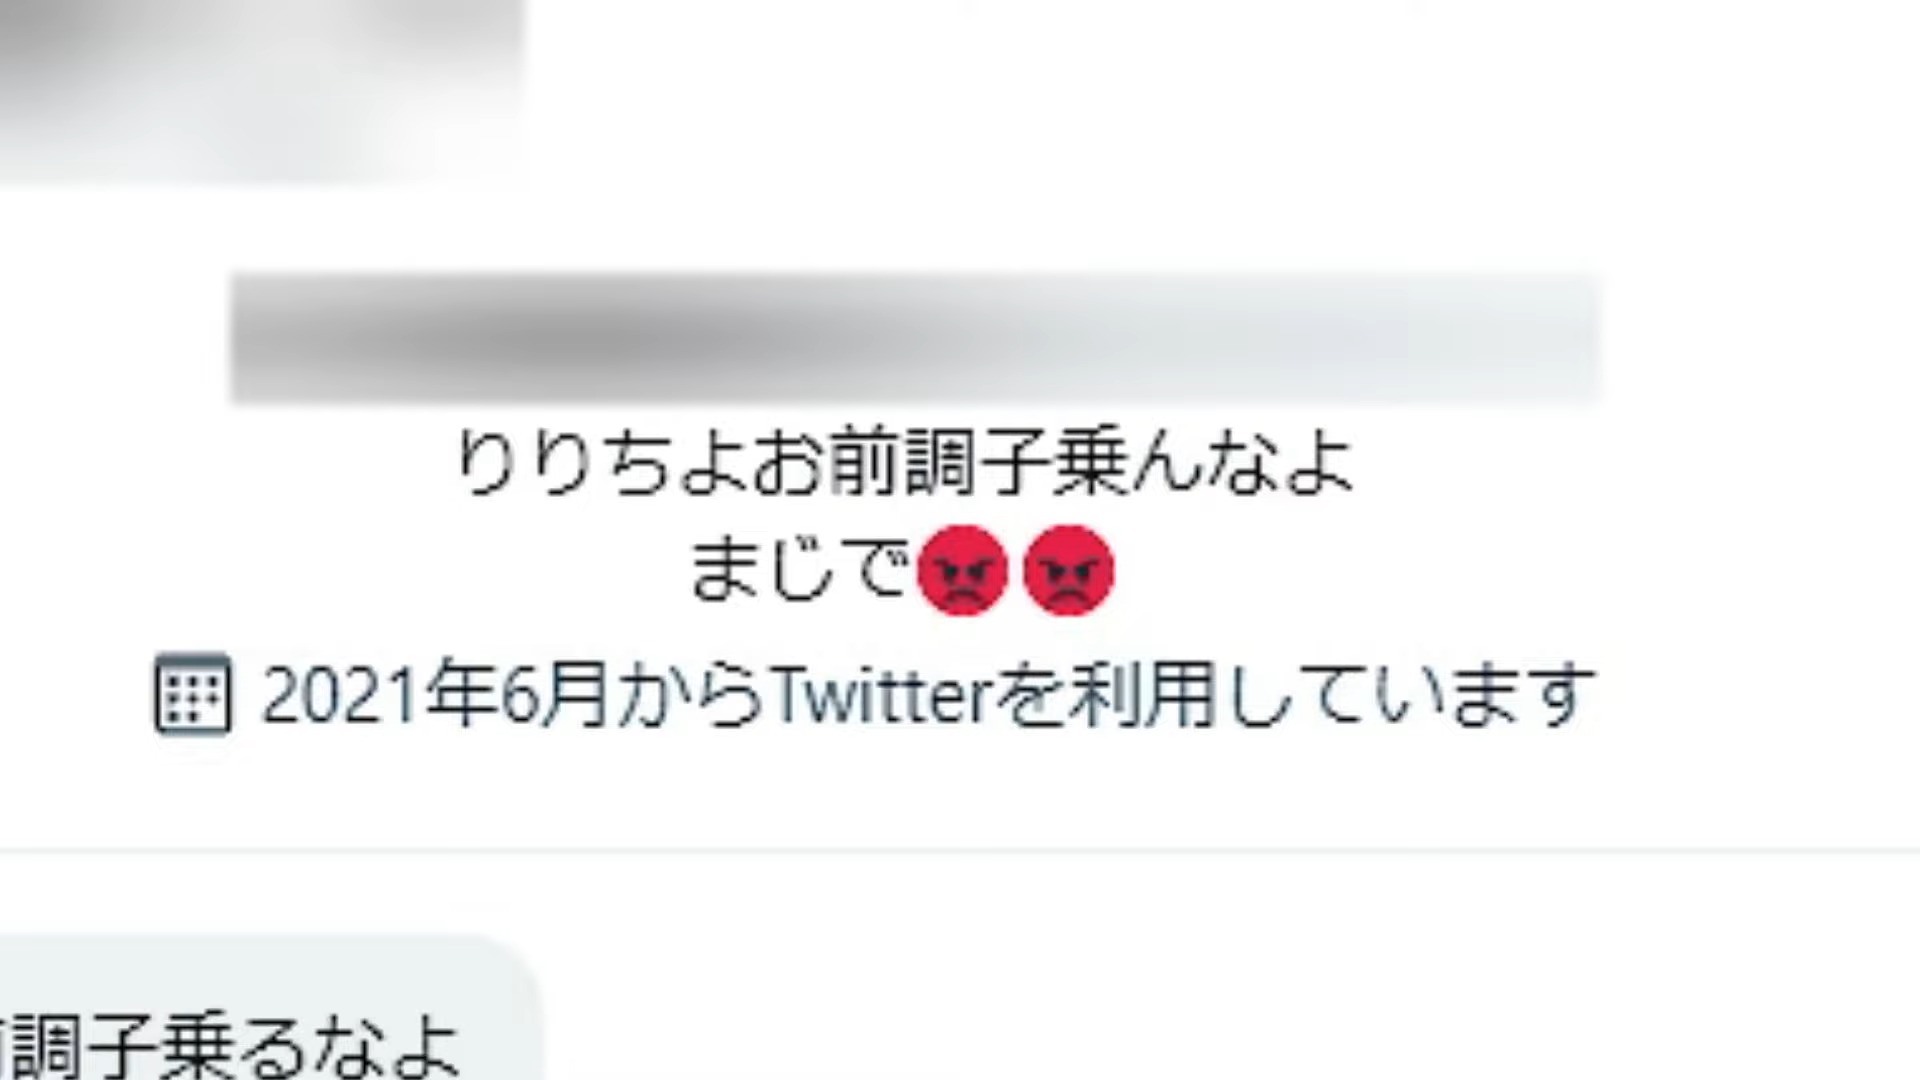 りりちよお前調子乗んなよ
まじで😡😡
2021年6月からTwitterを利用しています
調子乗るなよ